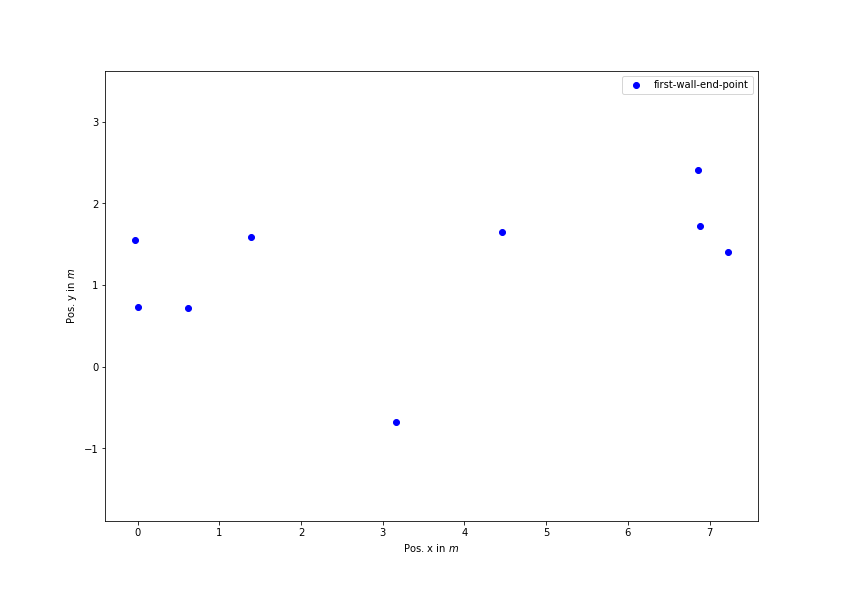 first-wall-end-point
3
2
1
0
−1
Pos. y in m
0 1 2 3 4 5 6 7
Pos. x in m